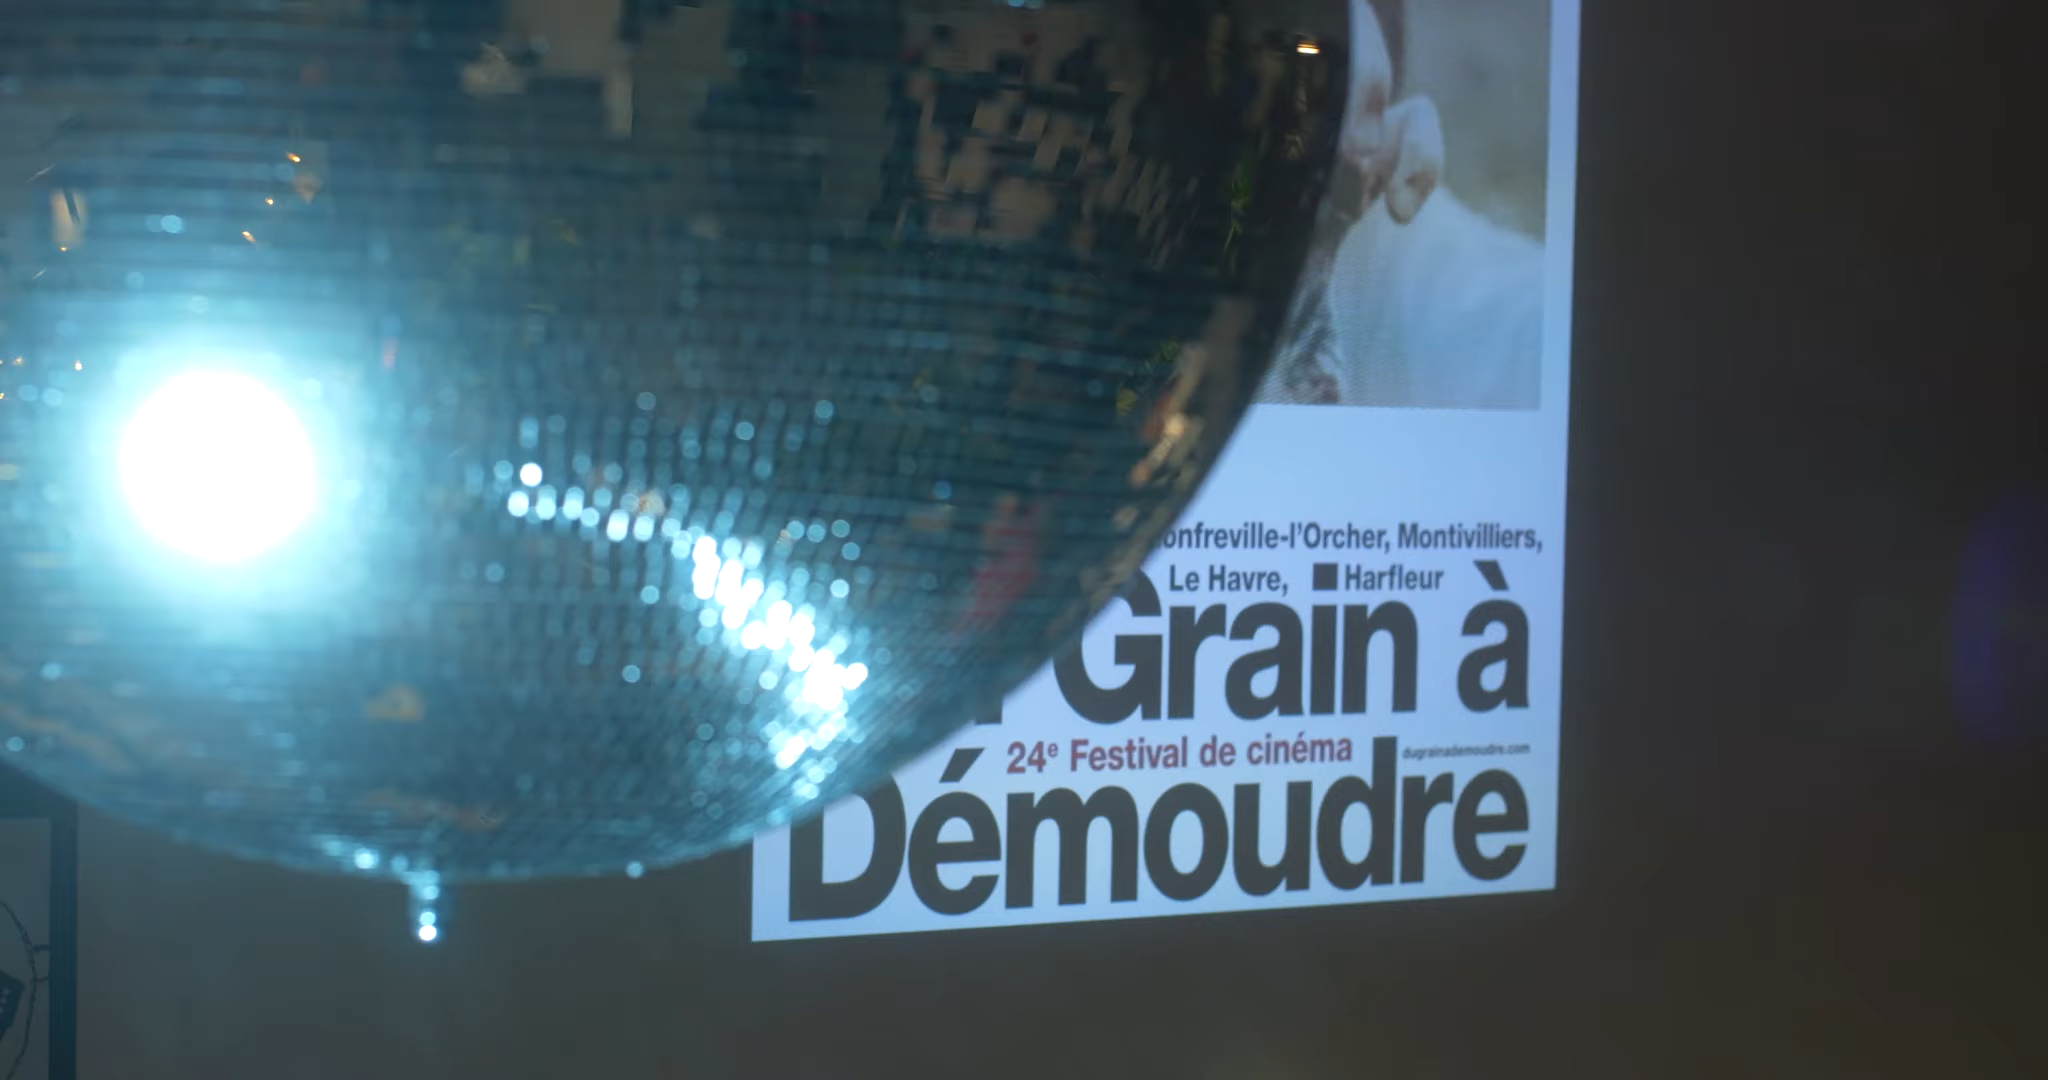 onfreville-l'Orcher, Montivilliers,
Le Havre, Harfleur
Grain à
24e Festival de cinéma dugrainademoudre.com
Démoudre